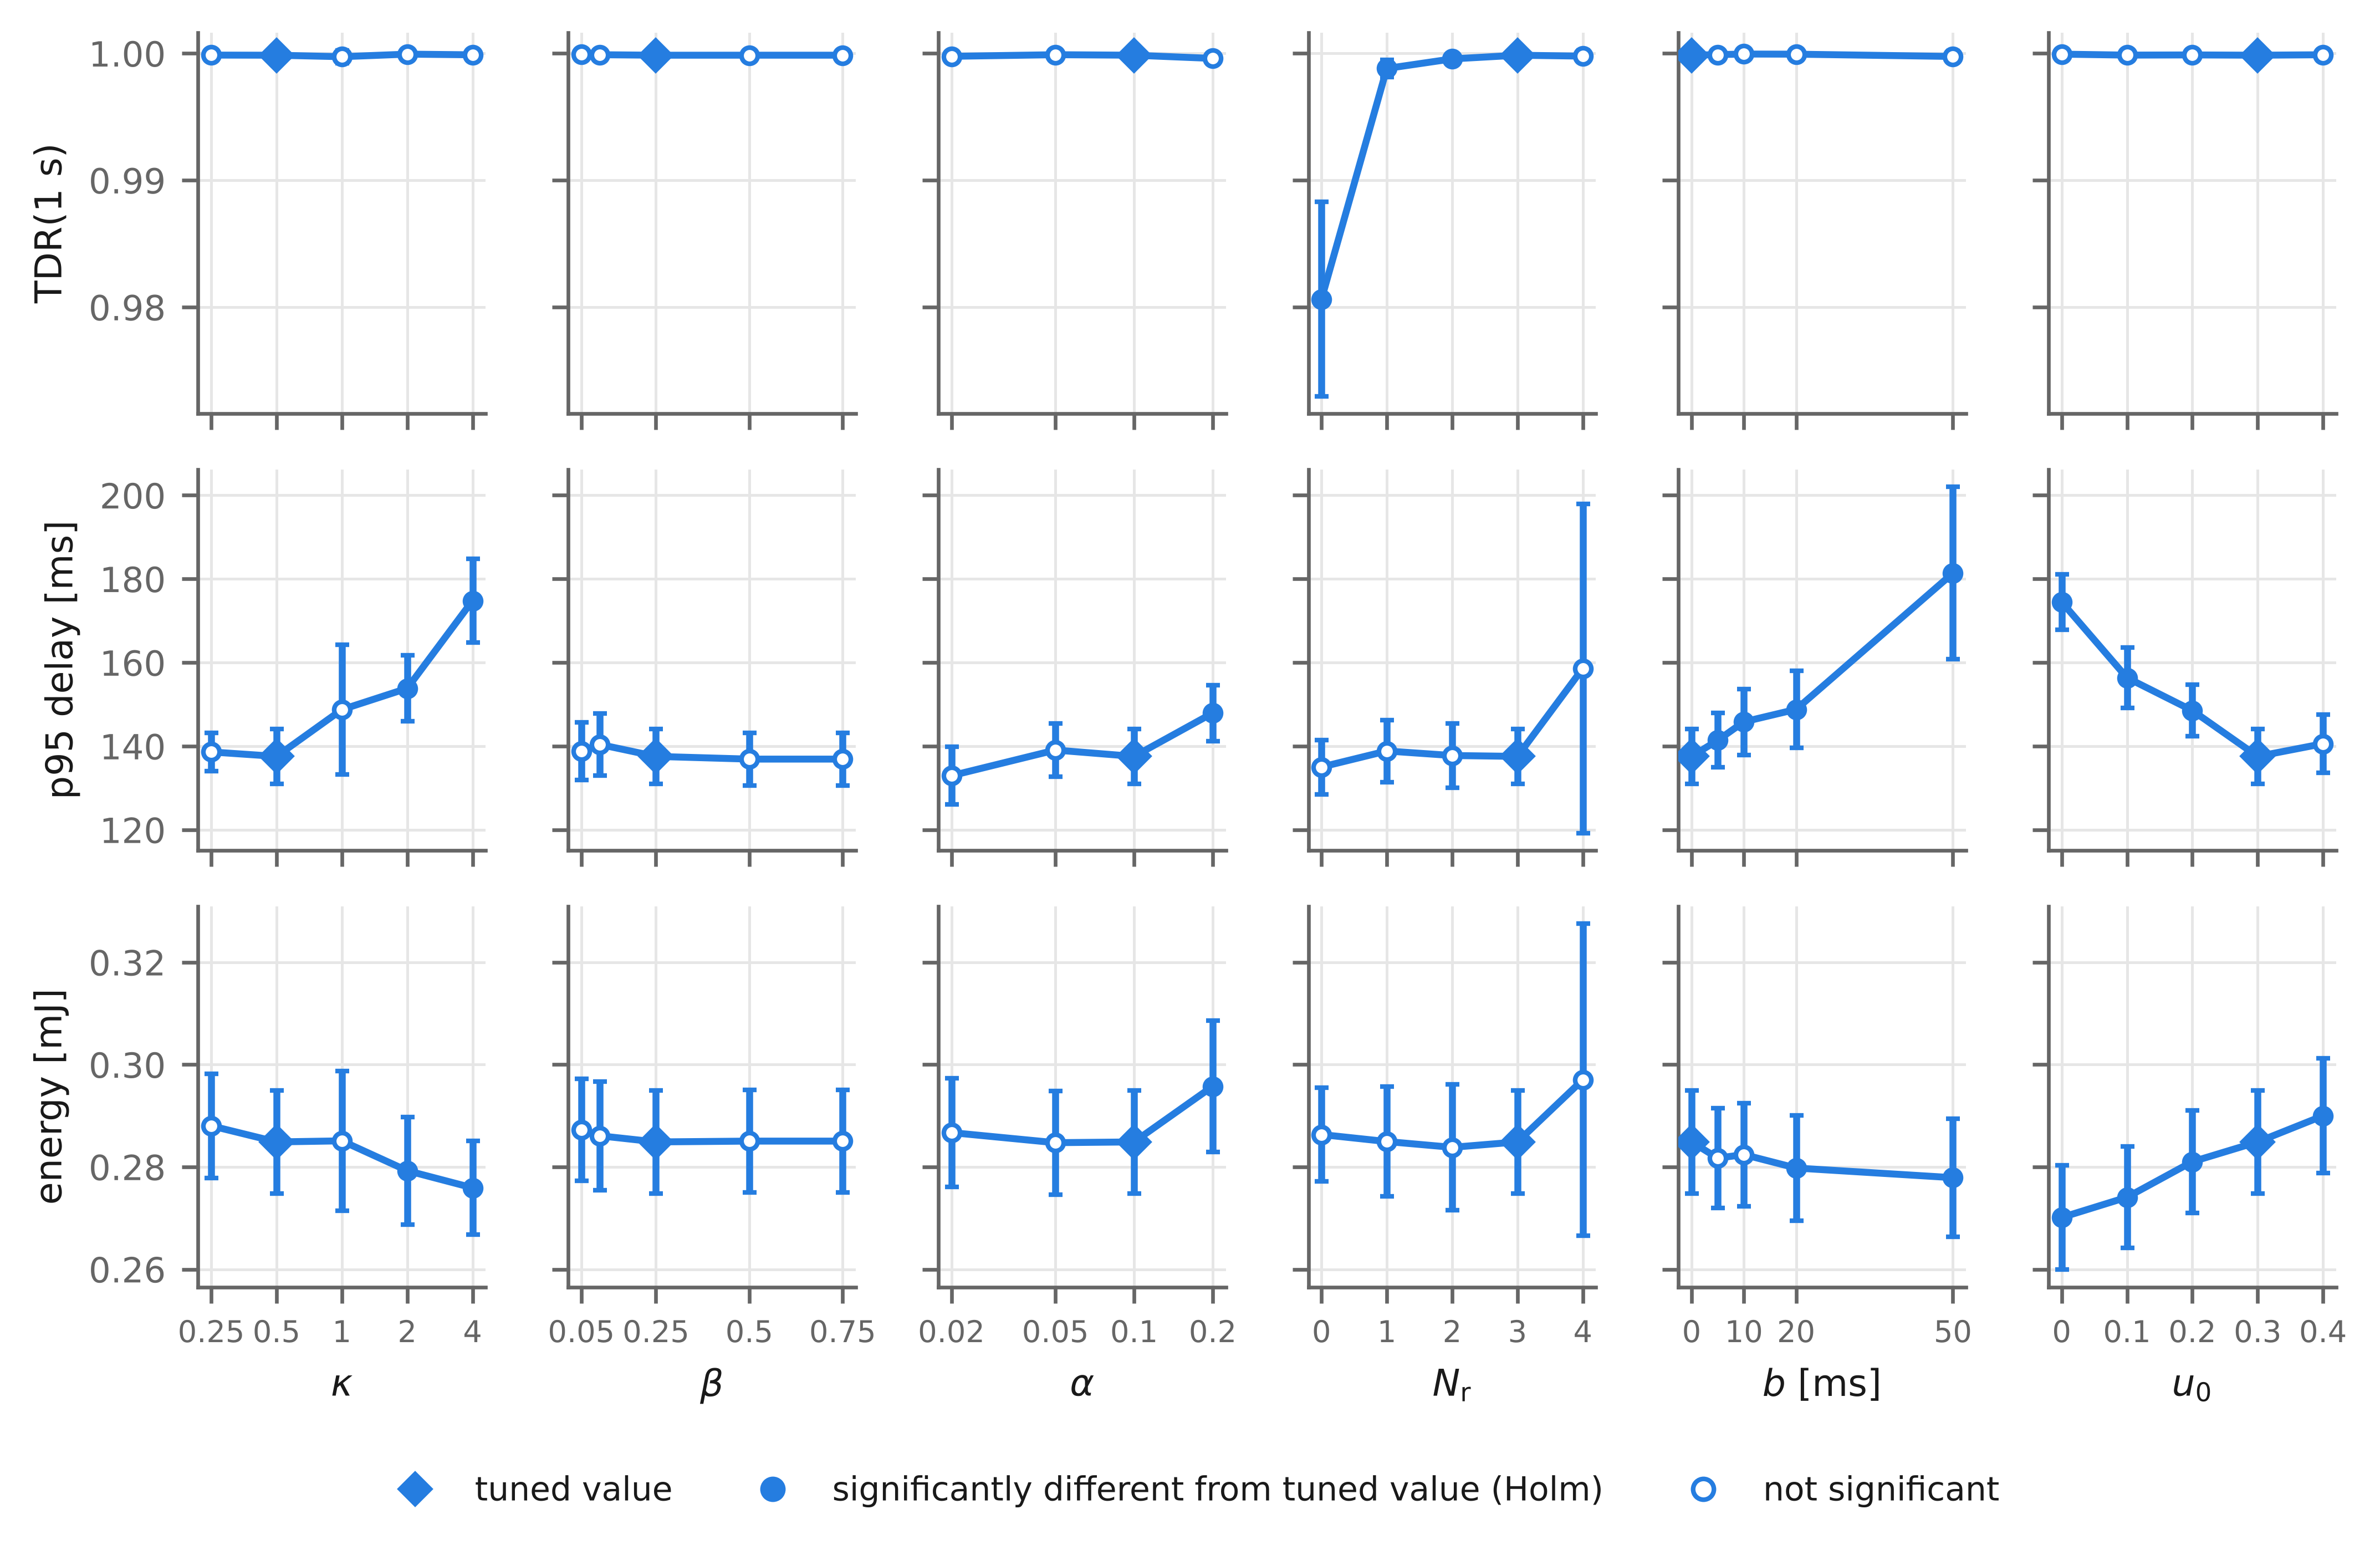 1.00
0.99
0.98
TDR(1 s)
200
180
160
140
120
p95 delay [ms]
0.32
0.30
0.28
0.26
energy [mJ]
0.25 0.5 1 2 4
0.05 0.25 0.5 0.75
0.02 0.05 0.1 0.2
0 1 2 3 4
0 10 20 50
0 0.1 0.2 0.3 0.4
κ
β
α
Nr
b [ms]
u0
tuned value
significantly different from tuned value (Holm)
not significant